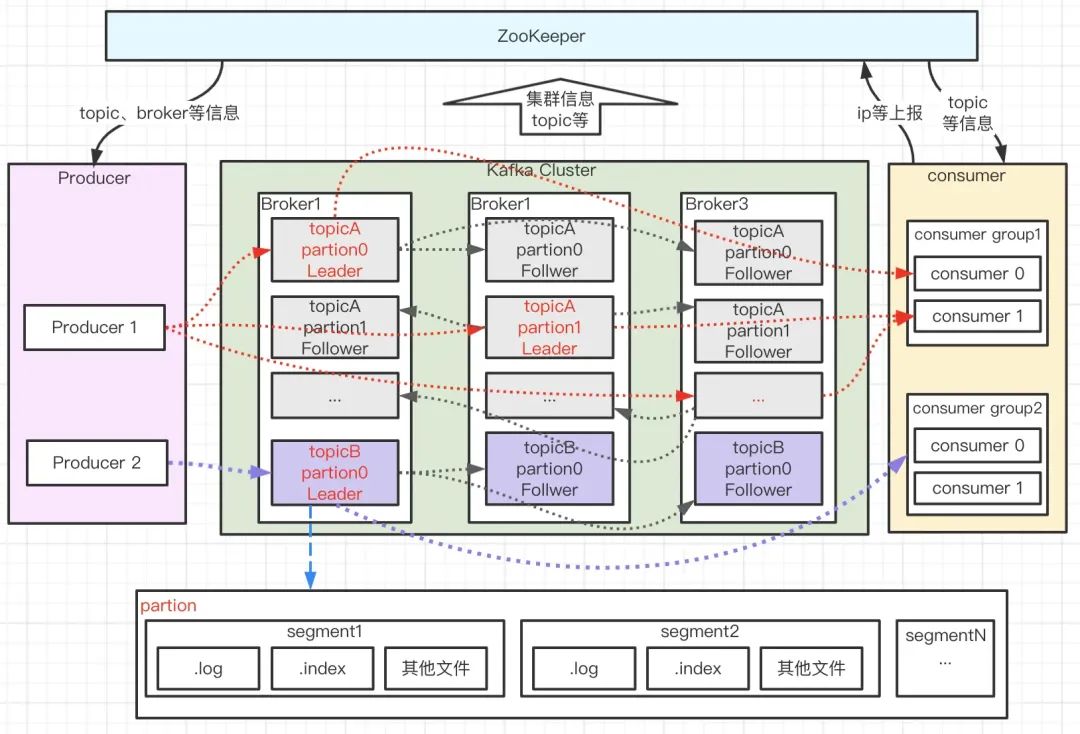 ZooKeeper
topic、broker等信息
集群信息
topic等
ip等上报
topic
等信息
Producer
Producer 1
Producer 2
Kafka Cluster
Broker1
topicA
partion0
Leader
topicA
partion1
Follower
...
topicB
partion0
Leader
Broker1
topicA
partion0
Follwer
topicA
partion1
Leader
...
topicB
partion0
Follwer
Broker3
topicA
partion0
Follower
topicA
partion1
Follower
...
topicB
partion0
Follower
consumer
consumer group1
consumer 0
consumer 1
consumer group2
consumer 0
consumer 1
partion
segment1
.log
.index
其他文件
segment2
.log
.index
其他文件
segmentN
...